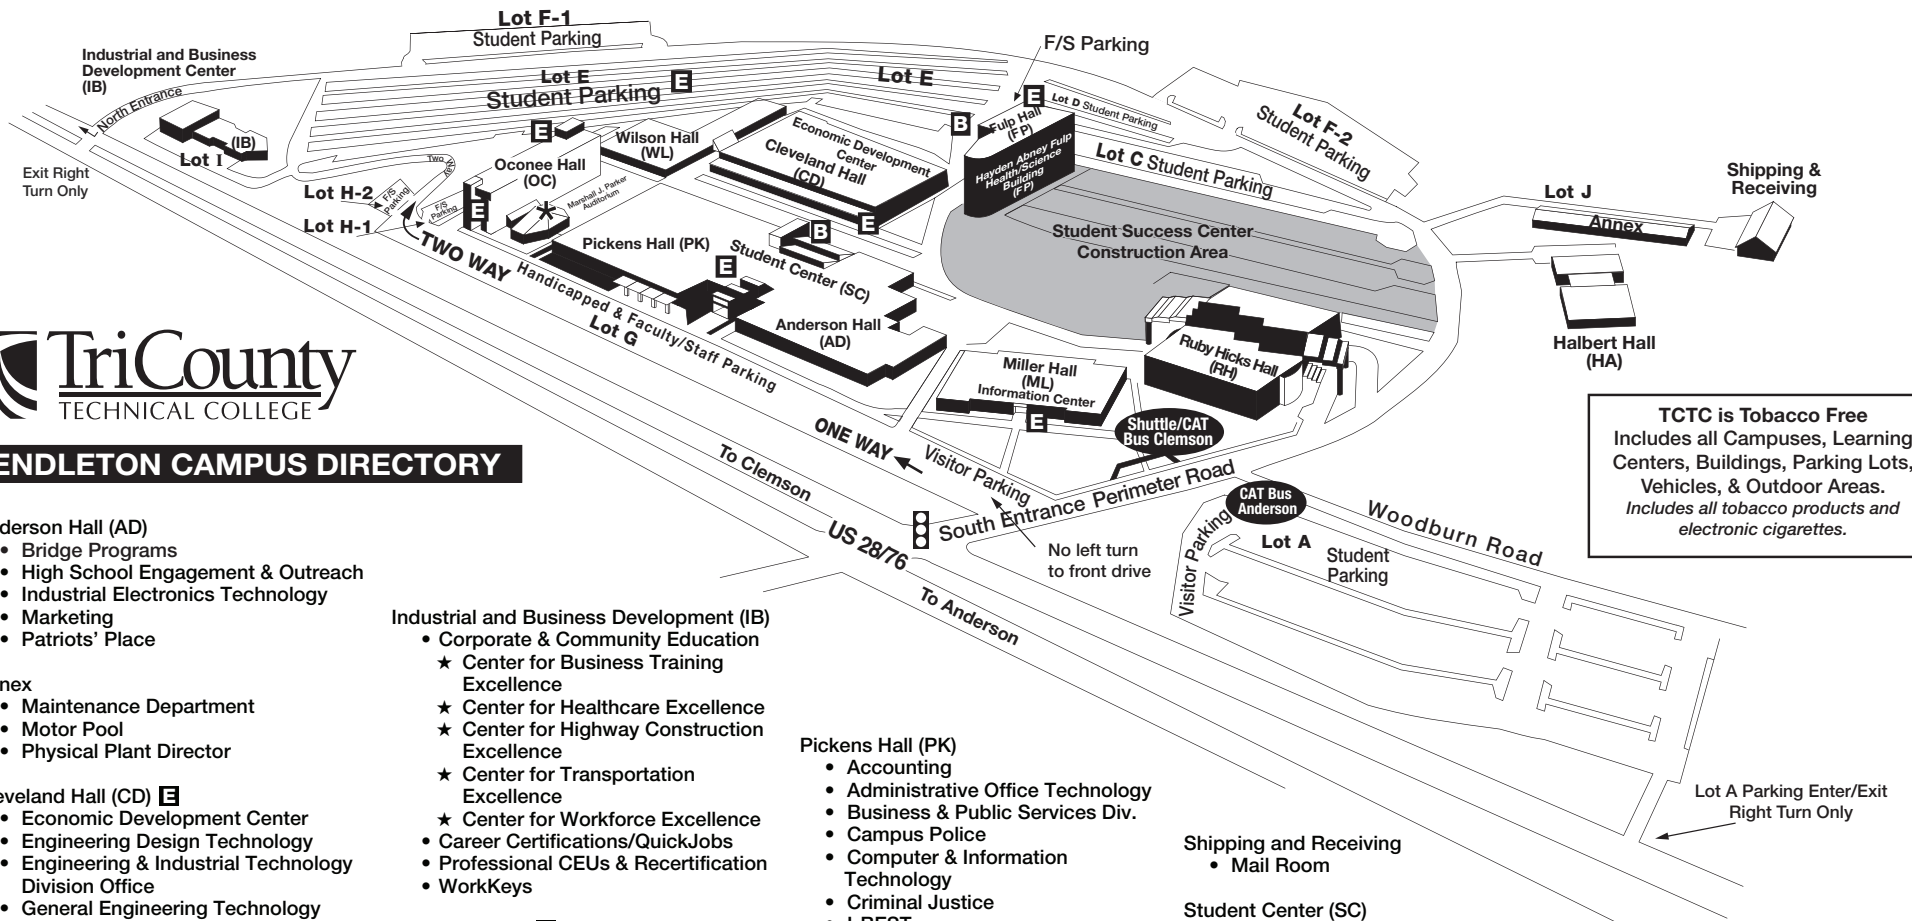 Lot F-1
Student Parking
F/S Parking
Industrial and Business
Development Center
(IB)
North Entrance
Lot E
Student Parking
E
Lot E
E
Lot D Student Parking
Lot F-2
Student Parking
B
Fulp Hall
(FP)
Hayden Abney Fulp
Health/Science
Building
(FP)
Lot C Student Parking
(IB)
Lot I
Exit Right
Turn Only
E
Wilson Hall
(WL)
Economic Development
Center
Cleveland Hall
(CD)
E
Oconee Hall
(OC)
Marshall J. Parker
Auditorium
Two Way
Lot H-2
F/S
Parking
Lot H-1
F/S
Parking
E
TWO WAY
Shipping &
Receiving
Lot J
Annex
Student Success Center
Construction Area
Pickens Hall (PK)
E
B
Student Center (SC)
Anderson Hall
(AD)
Handicapped & Faculty/Staff Parking
Lot G
Halbert Hall
(HA)
Ruby Hicks Hall
(RH)
Miller Hall
(ML)
Information Center
E
Shuttle/CAT
Bus Clemson
TriCounty
TECHNICAL COLLEGE
TCTC is Tobacco Free
Includes all Campuses, Learning
Centers, Buildings, Parking Lots,
Vehicles, & Outdoor Areas.
Includes all tobacco products and
electronic cigarettes.
ENDLETON CAMPUS DIRECTORY
ONE WAY
Visitor Parking
To Clemson
South Entrance Perimeter Road
US 28/76
No left turn
to front drive
To Anderson
CAT Bus
Anderson
Woodburn Road
Visitor Parking
Lot A
Student
Parking
Lot A Parking Enter/Exit
Right Turn Only
derson Hall (AD)
• Bridge Programs
• High School Engagement & Outreach
• Industrial Electronics Technology
• Marketing
• Patriots' Place
nex
• Maintenance Department
• Motor Pool
• Physical Plant Director
eveland Hall (CD) E
• Economic Development Center
• Engineering Design Technology
• Engineering & Industrial Technology
Division Office
• General Engineering Technology
Industrial and Business Development (IB)
• Corporate & Community Education
★ Center for Business Training
Excellence
★ Center for Healthcare Excellence
★ Center for Highway Construction
Excellence
★ Center for Transportation
Excellence
★ Center for Workforce Excellence
• Career Certifications/QuickJobs
• Professional CEUs & Recertification
• WorkKeys
Pickens Hall (PK)
• Accounting
• Administrative Office Technology
• Business & Public Services Div.
• Campus Police
• Computer & Information
Technology
• Criminal Justice
Shipping and Receiving
• Mail Room
Student Center (SC)